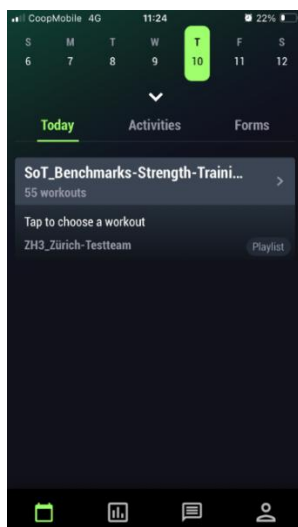 CoopMobile 4G 11:24 22%
S M T W T F S
6 7 8 9 10 11 12
Today Activities Forms
SoT_Benchmarks-Strength-Traini...
55 workouts
Tap to choose a workout
ZH3_Zürich-Testteam Playlist